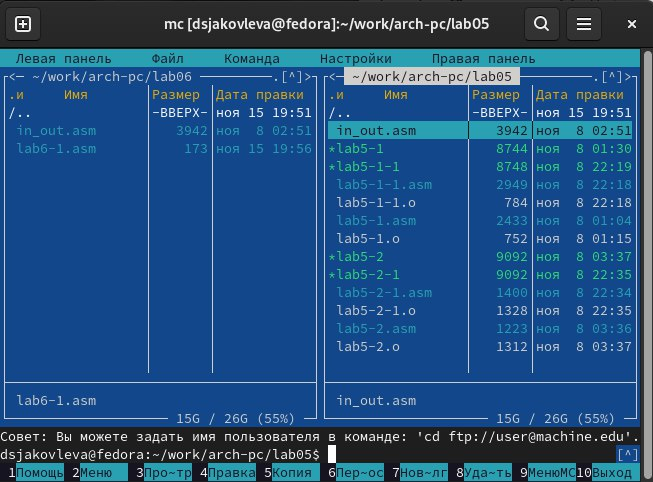 mc [dsjakovleva@fedora]:~/work/arch-pc/lab05
Левая панель Файл Команда Настройки Правая панель
~/work/arch-pc/lab06 .[^]>
.и Имя Размер Дата правки
/.. -ВВЕРХ- ноя 15 19:51
in_out.asm 3942 ноя 8 02:51
lab6-1.asm 173 ноя 15 19:56
lab6-1.asm
15G / 26G (55%)
~/work/arch-pc/lab05 .[^]>
.и Имя Размер Дата правки
/.. -ВВЕРХ- ноя 15 19:51
in_out.asm 3942 ноя 8 02:51
*lab5-1 8744 ноя 8 01:30
*lab5-1-1 8748 ноя 8 22:19
lab5-1-1.asm 2949 ноя 8 22:18
lab5-1-1.o 784 ноя 8 22:18
lab5-1.asm 2433 ноя 8 01:04
lab5-1.o 752 ноя 8 01:15
*lab5-2 9092 ноя 8 03:37
*lab5-2-1 9092 ноя 8 22:35
lab5-2-1.asm 1400 ноя 8 22:34
lab5-2-1.o 1328 ноя 8 22:35
lab5-2.asm 1223 ноя 8 03:36
lab5-2.o 1312 ноя 8 03:37
in_out.asm
15G / 26G (55%)
Совет: Вы можете задать имя пользователя в команде: 'cd ftp://user@machine.edu'.
dsjakovleva@fedora:~/work/arch-pc/lab05$ [^]
1Помощь 2Меню 3Про~тр 4Правка 5Копия 6Пер~ос 7Нов~лг 8Уда~ть 9МенюMC 10Выход